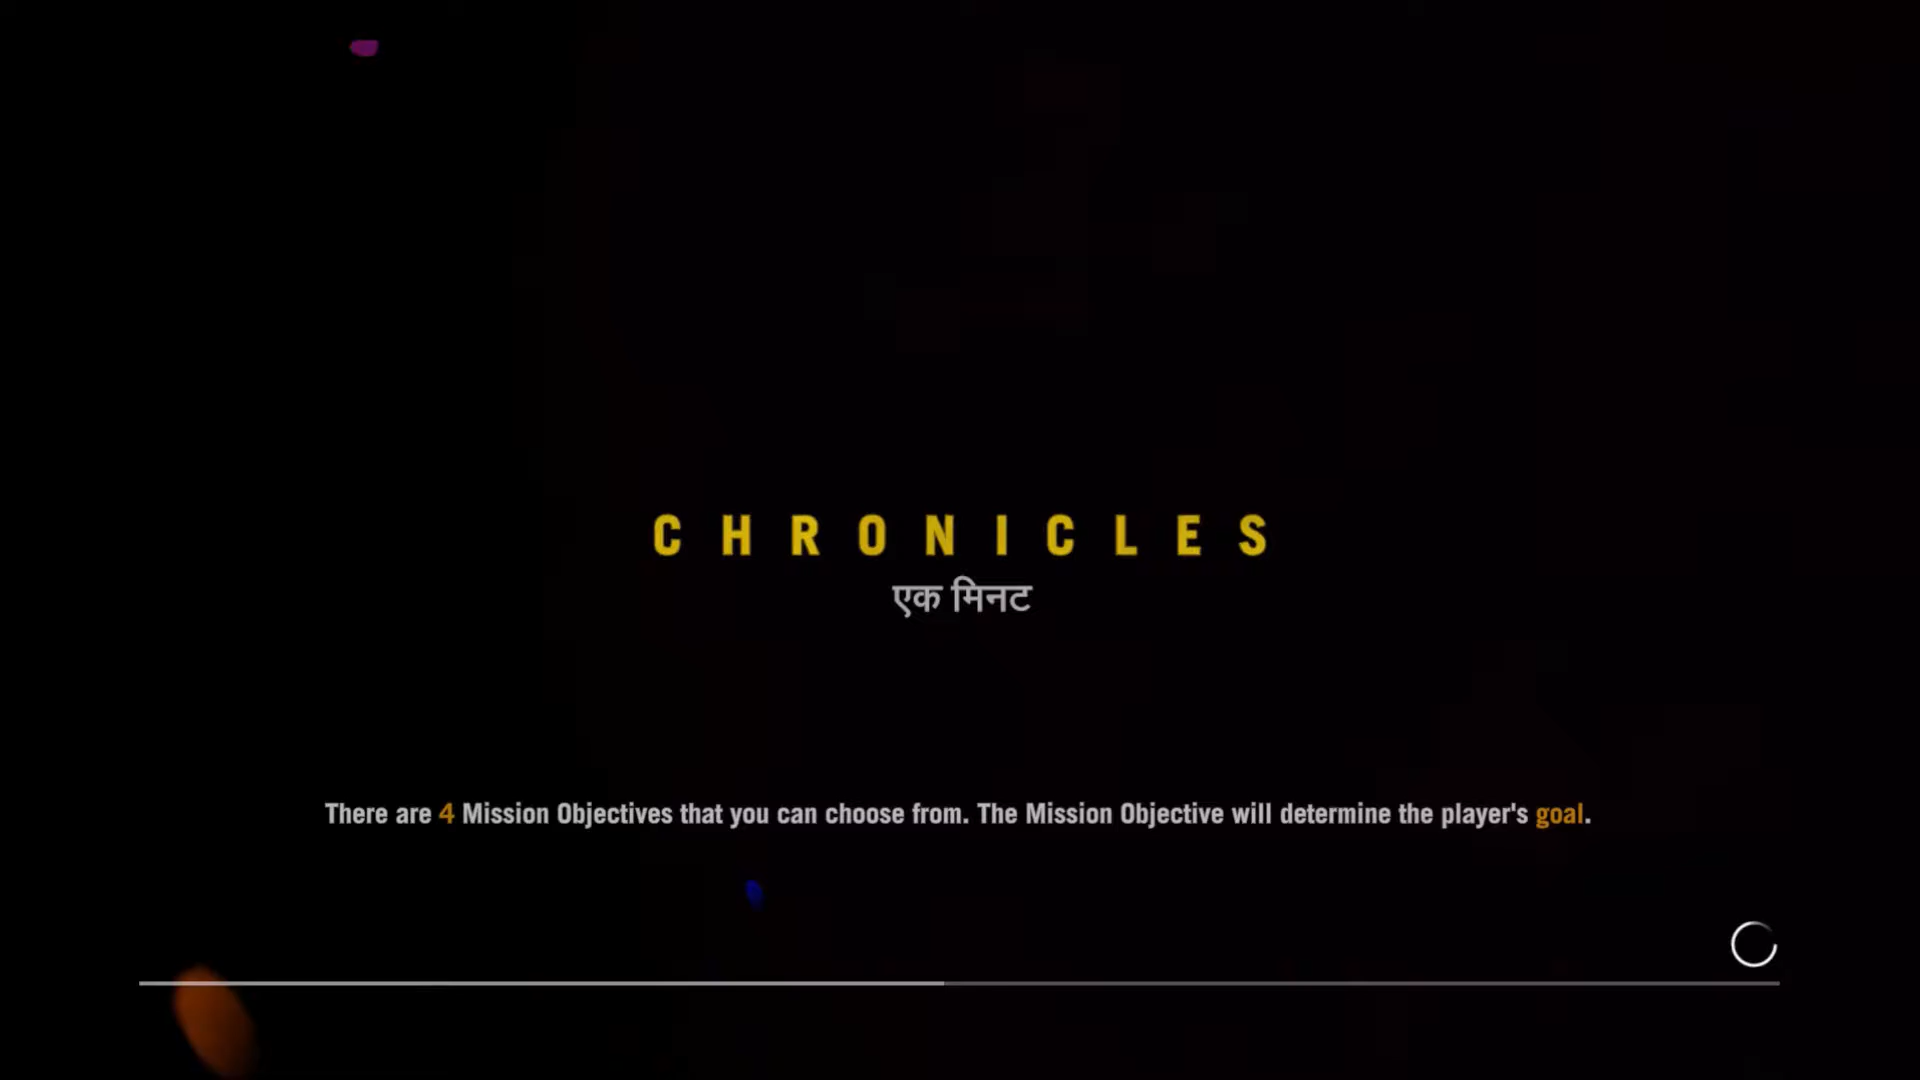 CHRONICLES
एक मिनट
There are 4 Mission Objectives that you can choose from. The Mission Objective will determine the player's goal.